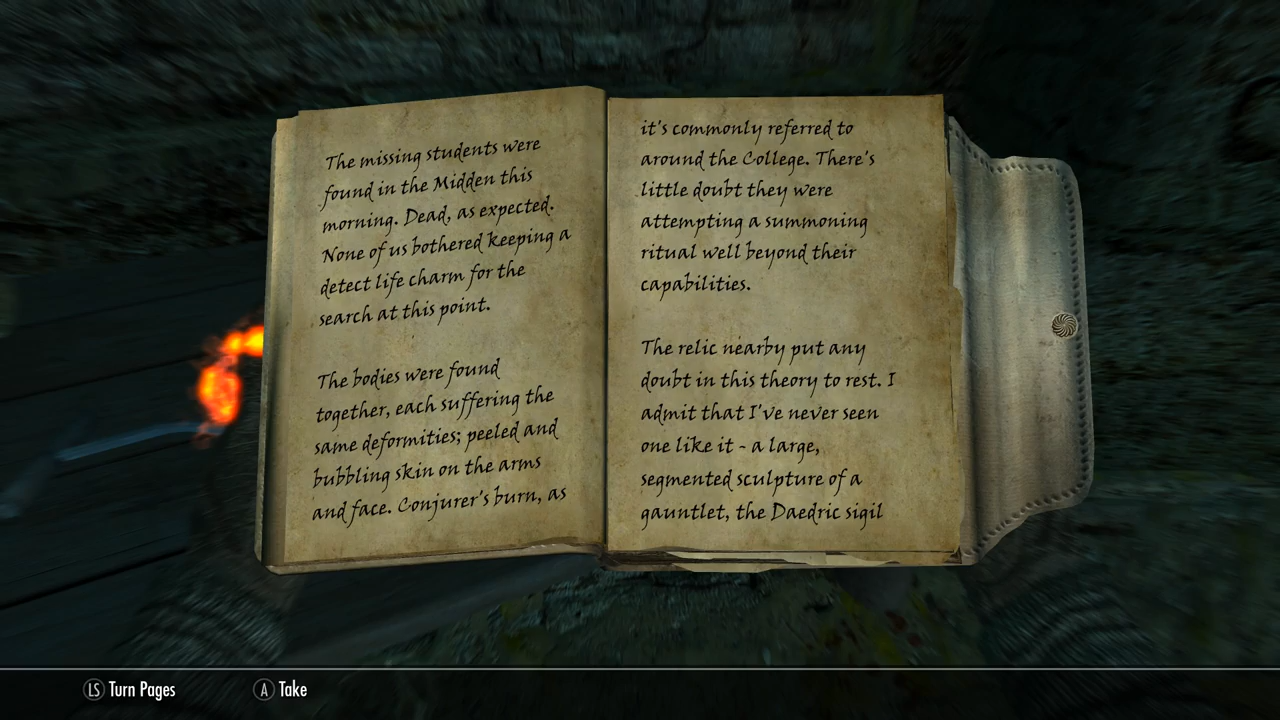 The missing students were
found in the Midden this
morning. Dead, as expected.
None of us bothered keeping a
detect life charm for the
search at this point.
The bodies were found
together, each suffering the
same deformities; peeled and
bubbling skin on the arms
and face. Conjurer's burn, as
it's commonly referred to
around the College. There's
little doubt they were
attempting a summoning
ritual well beyond their
capabilities.
The relic nearby put any
doubt in this theory to rest. I
admit that I've never seen
one like it - a large,
segmented sculpture of a
gauntlet, the Daedric sigil
LS Turn Pages
A Take